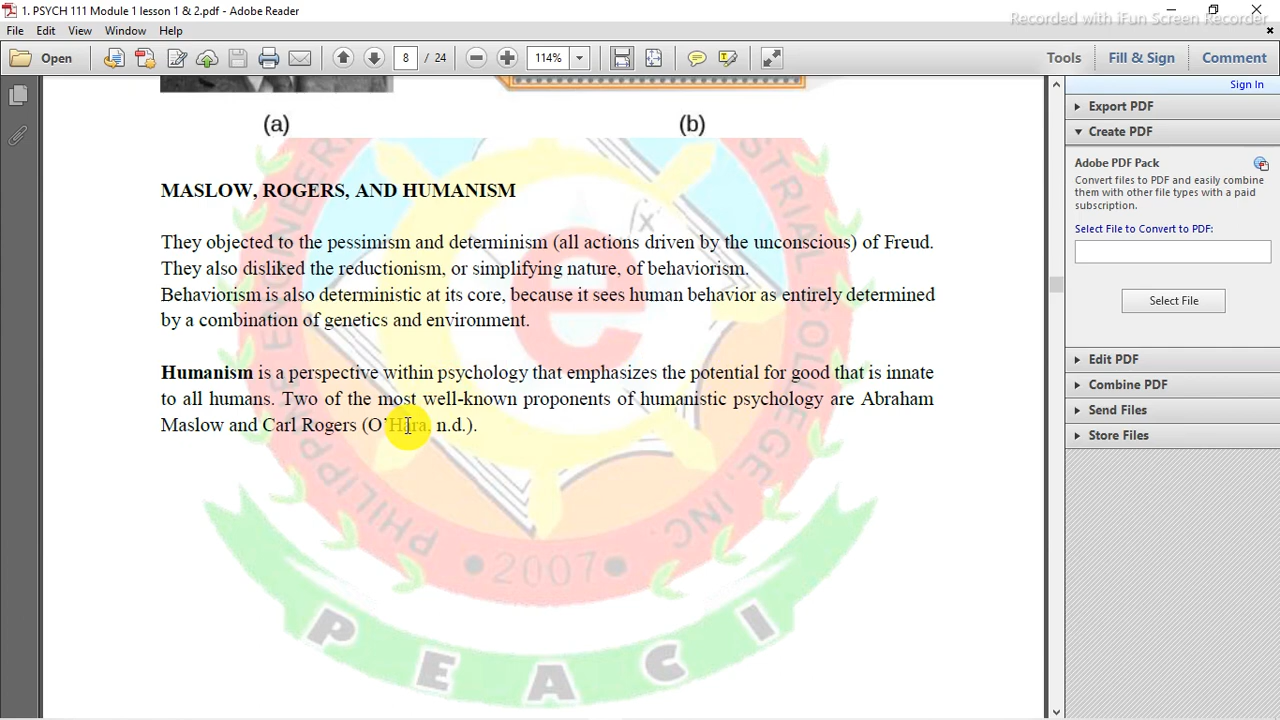 1. PSYCH 111 Module 1 lesson 1 & 2.pdf - Adobe Reader
Recorded with iFun Screen Recorder
File Edit View Window Help
Open 8 / 24 114% Tools Fill & Sign Comment
Sign In
Export PDF
Create PDF
Adobe PDF Pack
Convert files to PDF and easily combine
them with other file types with a paid
subscription.
Select File to Convert to PDF:
Select File
Edit PDF
Combine PDF
Send Files
Store Files
(a) (b)
MASLOW, ROGERS, AND HUMANISM
They objected to the pessimism and determinism (all actions driven by the unconscious) of Freud.
They also disliked the reductionism, or simplifying nature, of behaviorism.
Behaviorism is also deterministic at its core, because it sees human behavior as entirely determined
by a combination of genetics and environment.
Humanism is a perspective within psychology that emphasizes the potential for good that is innate
to all humans. Two of the most well-known proponents of humanistic psychology are Abraham
Maslow and Carl Rogers (O’Hara, n.d.).
e
2007
PEACI